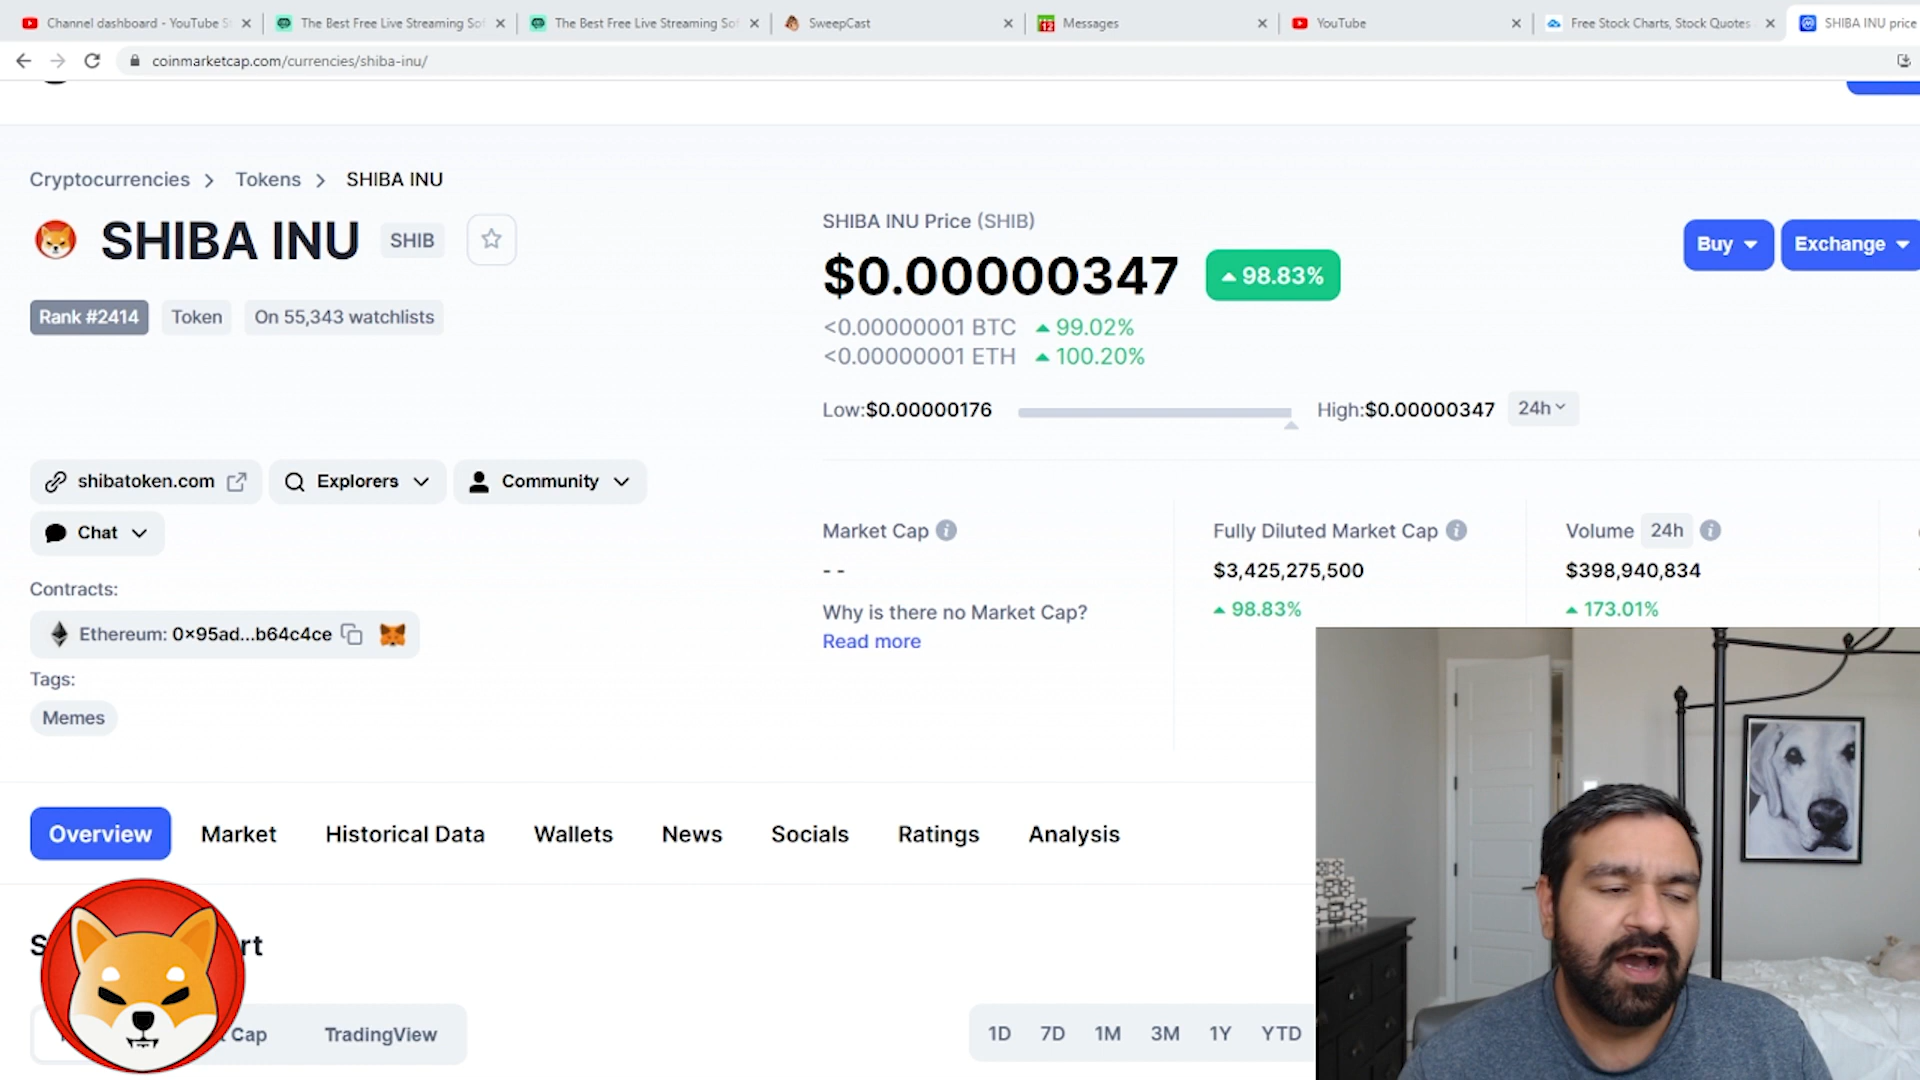 Channel dashboard - YouTube S
The Best Free Live Streaming Sof
The Best Free Live Streaming Sof
SweepCast
12
Messages
YouTube
Free Stock Charts, Stock Quotes
SHIBA INU price
coinmarketcap.com/currencies/shiba-inu/
Cryptocurrencies > Tokens > SHIBA INU
SHIBA INU SHIB
Rank #2414 Token On 55,343 watchlists
shibatoken.com Explorers Community
Chat
Contracts:
Ethereum: 0x95ad...b64c4ce
Tags:
Memes
SHIBA INU Price (SHIB)
$0.00000347 98.83%
<0.00000001 BTC 99.02%
<0.00000001 ETH 100.20%
Low:$0.00000176 High:$0.00000347 24h
Buy Exchange
Market Cap
- -
Why is there no Market Cap?
Read more
Fully Diluted Market Cap
$3,425,275,500
98.83%
Volume 24h
$398,940,834
173.01%
Overview Market Historical Data Wallets News Socials Ratings Analysis
S rt
Cap TradingView
1D 7D 1M 3M 1Y YTD